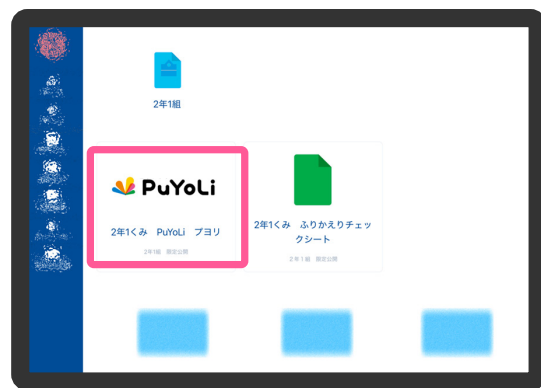 2年1組
PuYoLi
2年1くみ　PuYoLi　プヨリ
2年1組　限定公開
2年1くみ　ふりかえりチェッ
クシート
2年1組　限定公開